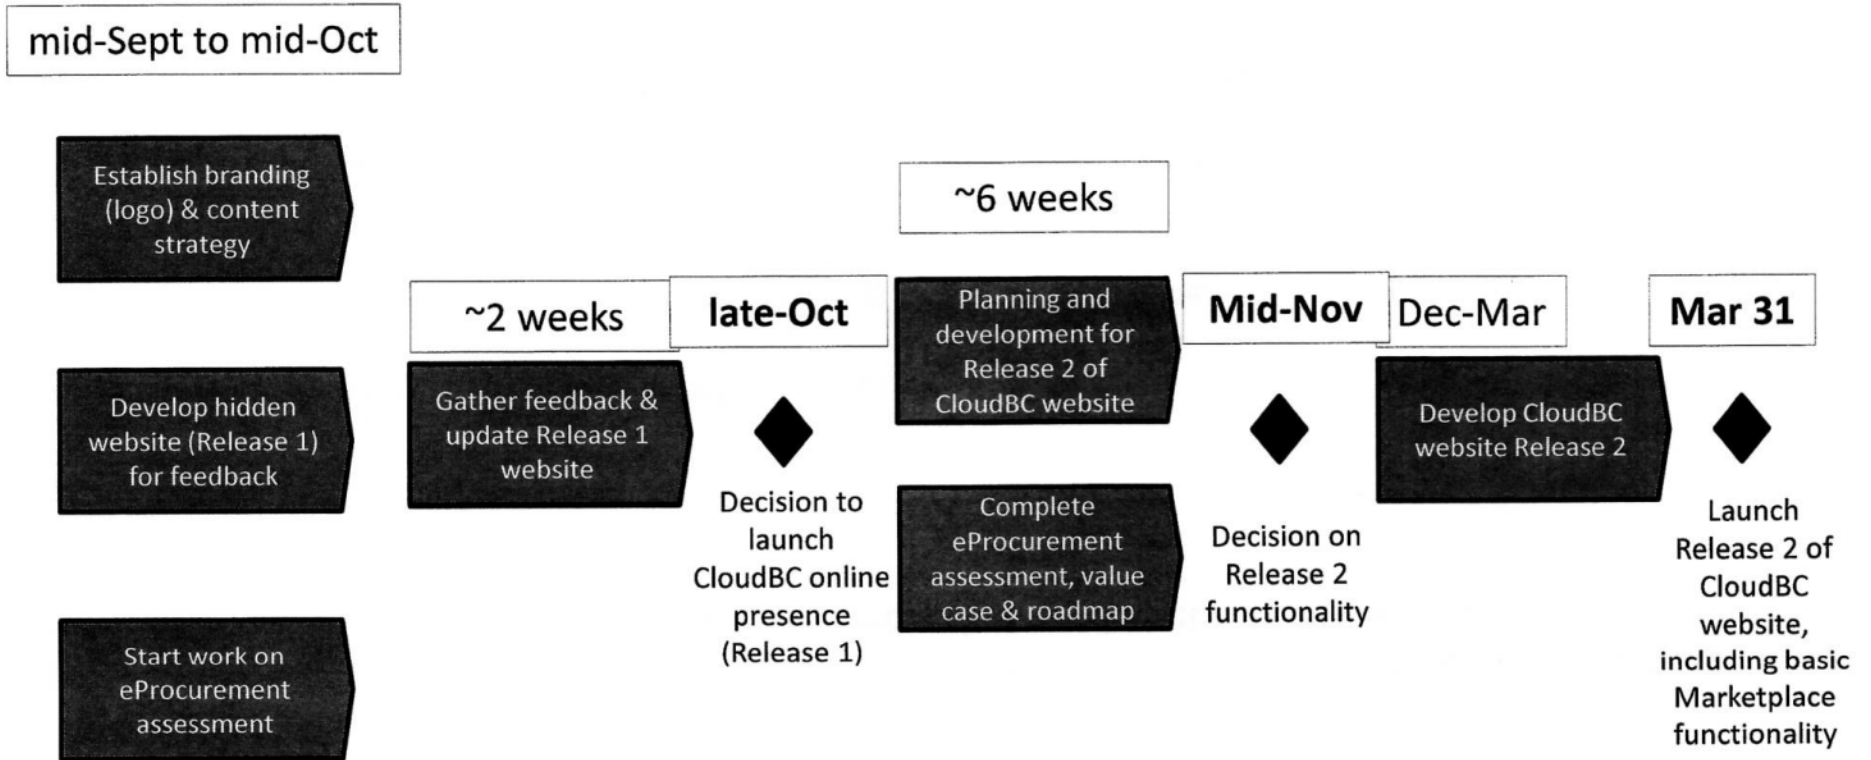 mid-Sept to mid-Oct
Establish branding
(logo) & content
strategy
Develop hidden
website (Release 1)
for feedback
Start work on
eProcurement
assessment
~2 weeks
Gather feedback &
update Release 1
website
late-Oct
Decision to
launch
CloudBC online
presence
(Release 1)
~6 weeks
Planning and
development for
Release 2 of
CloudBC website
Complete
eProcurement
assessment, value
case & roadmap
Mid-Nov
Decision on
Release 2
functionality
Dec-Mar
Develop CloudBC
website Release 2
Mar 31
Launch
Release 2 of
CloudBC
website,
including basic
Marketplace
functionality